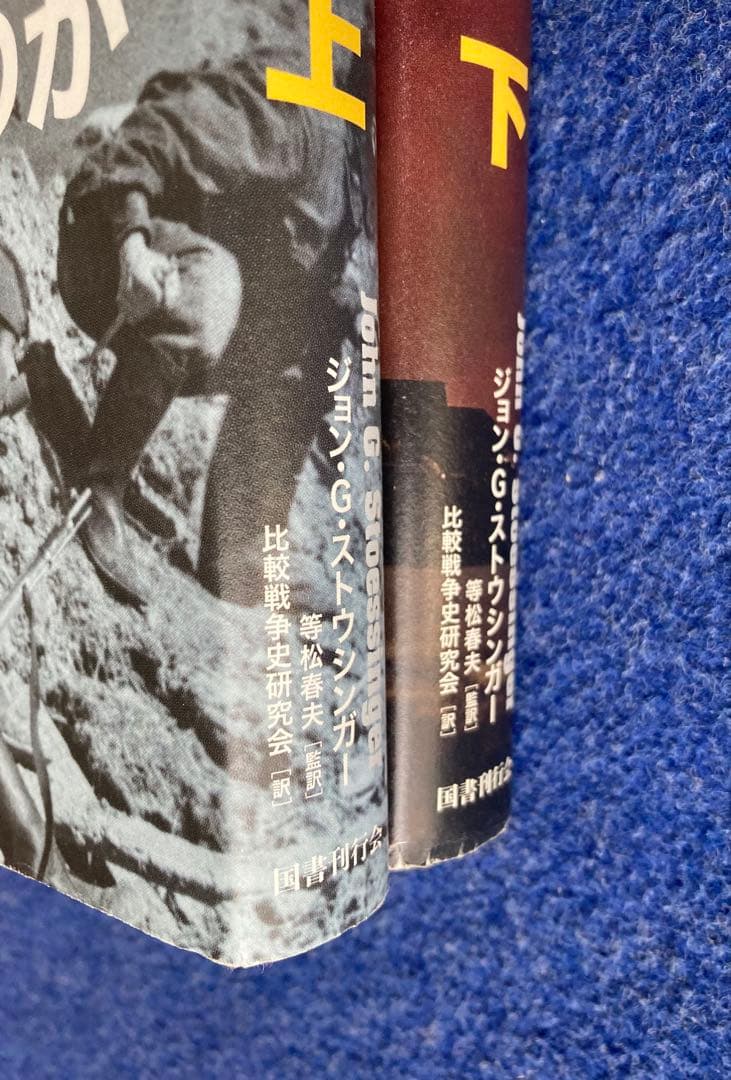 のか
上
John G. Stoessinger
ジョン・G・ストウシンガー
等松春夫［監訳］
比較戦争史研究会［訳］
国書刊行会
下
John G. Stoessinger
ジョン・G・ストウシンガー
等松春夫［監訳］
比較戦争史研究会［訳］
国書刊行会